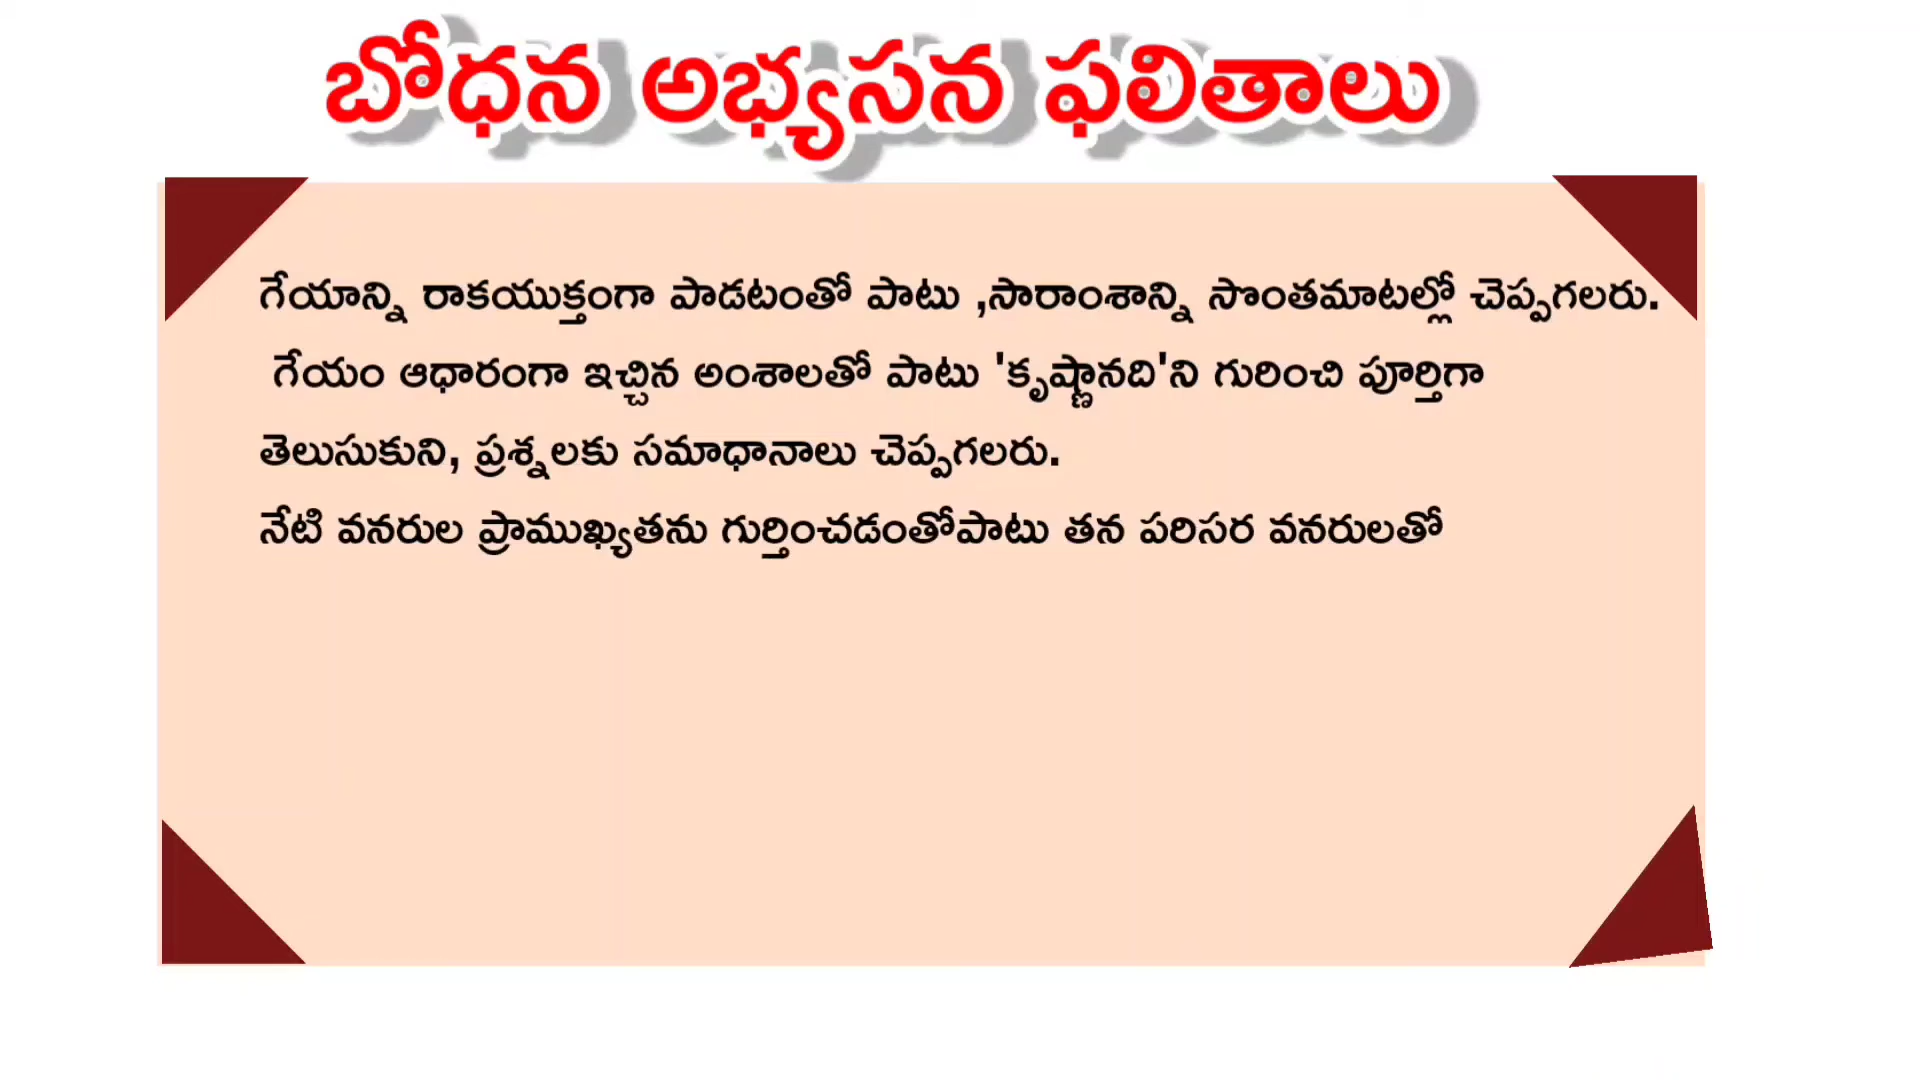 బోధన అభ్యసన ఫలితాలు
గేయాన్ని రాకయుక్తంగా పాడటంతో పాటు ,సారాంశాన్ని సొంతమాటల్లో చెప్పగలరు.
గేయం ఆధారంగా ఇచ్చిన అంశాలతో పాటు 'కృష్ణానది'ని గురించి పూర్తిగా
తెలుసుకుని, ప్రశ్నలకు సమాధానాలు చెప్పగలరు.
నేటి వనరుల ప్రాముఖ్యతను గుర్తించడంతోపాటు తన పరిసర వనరులతో